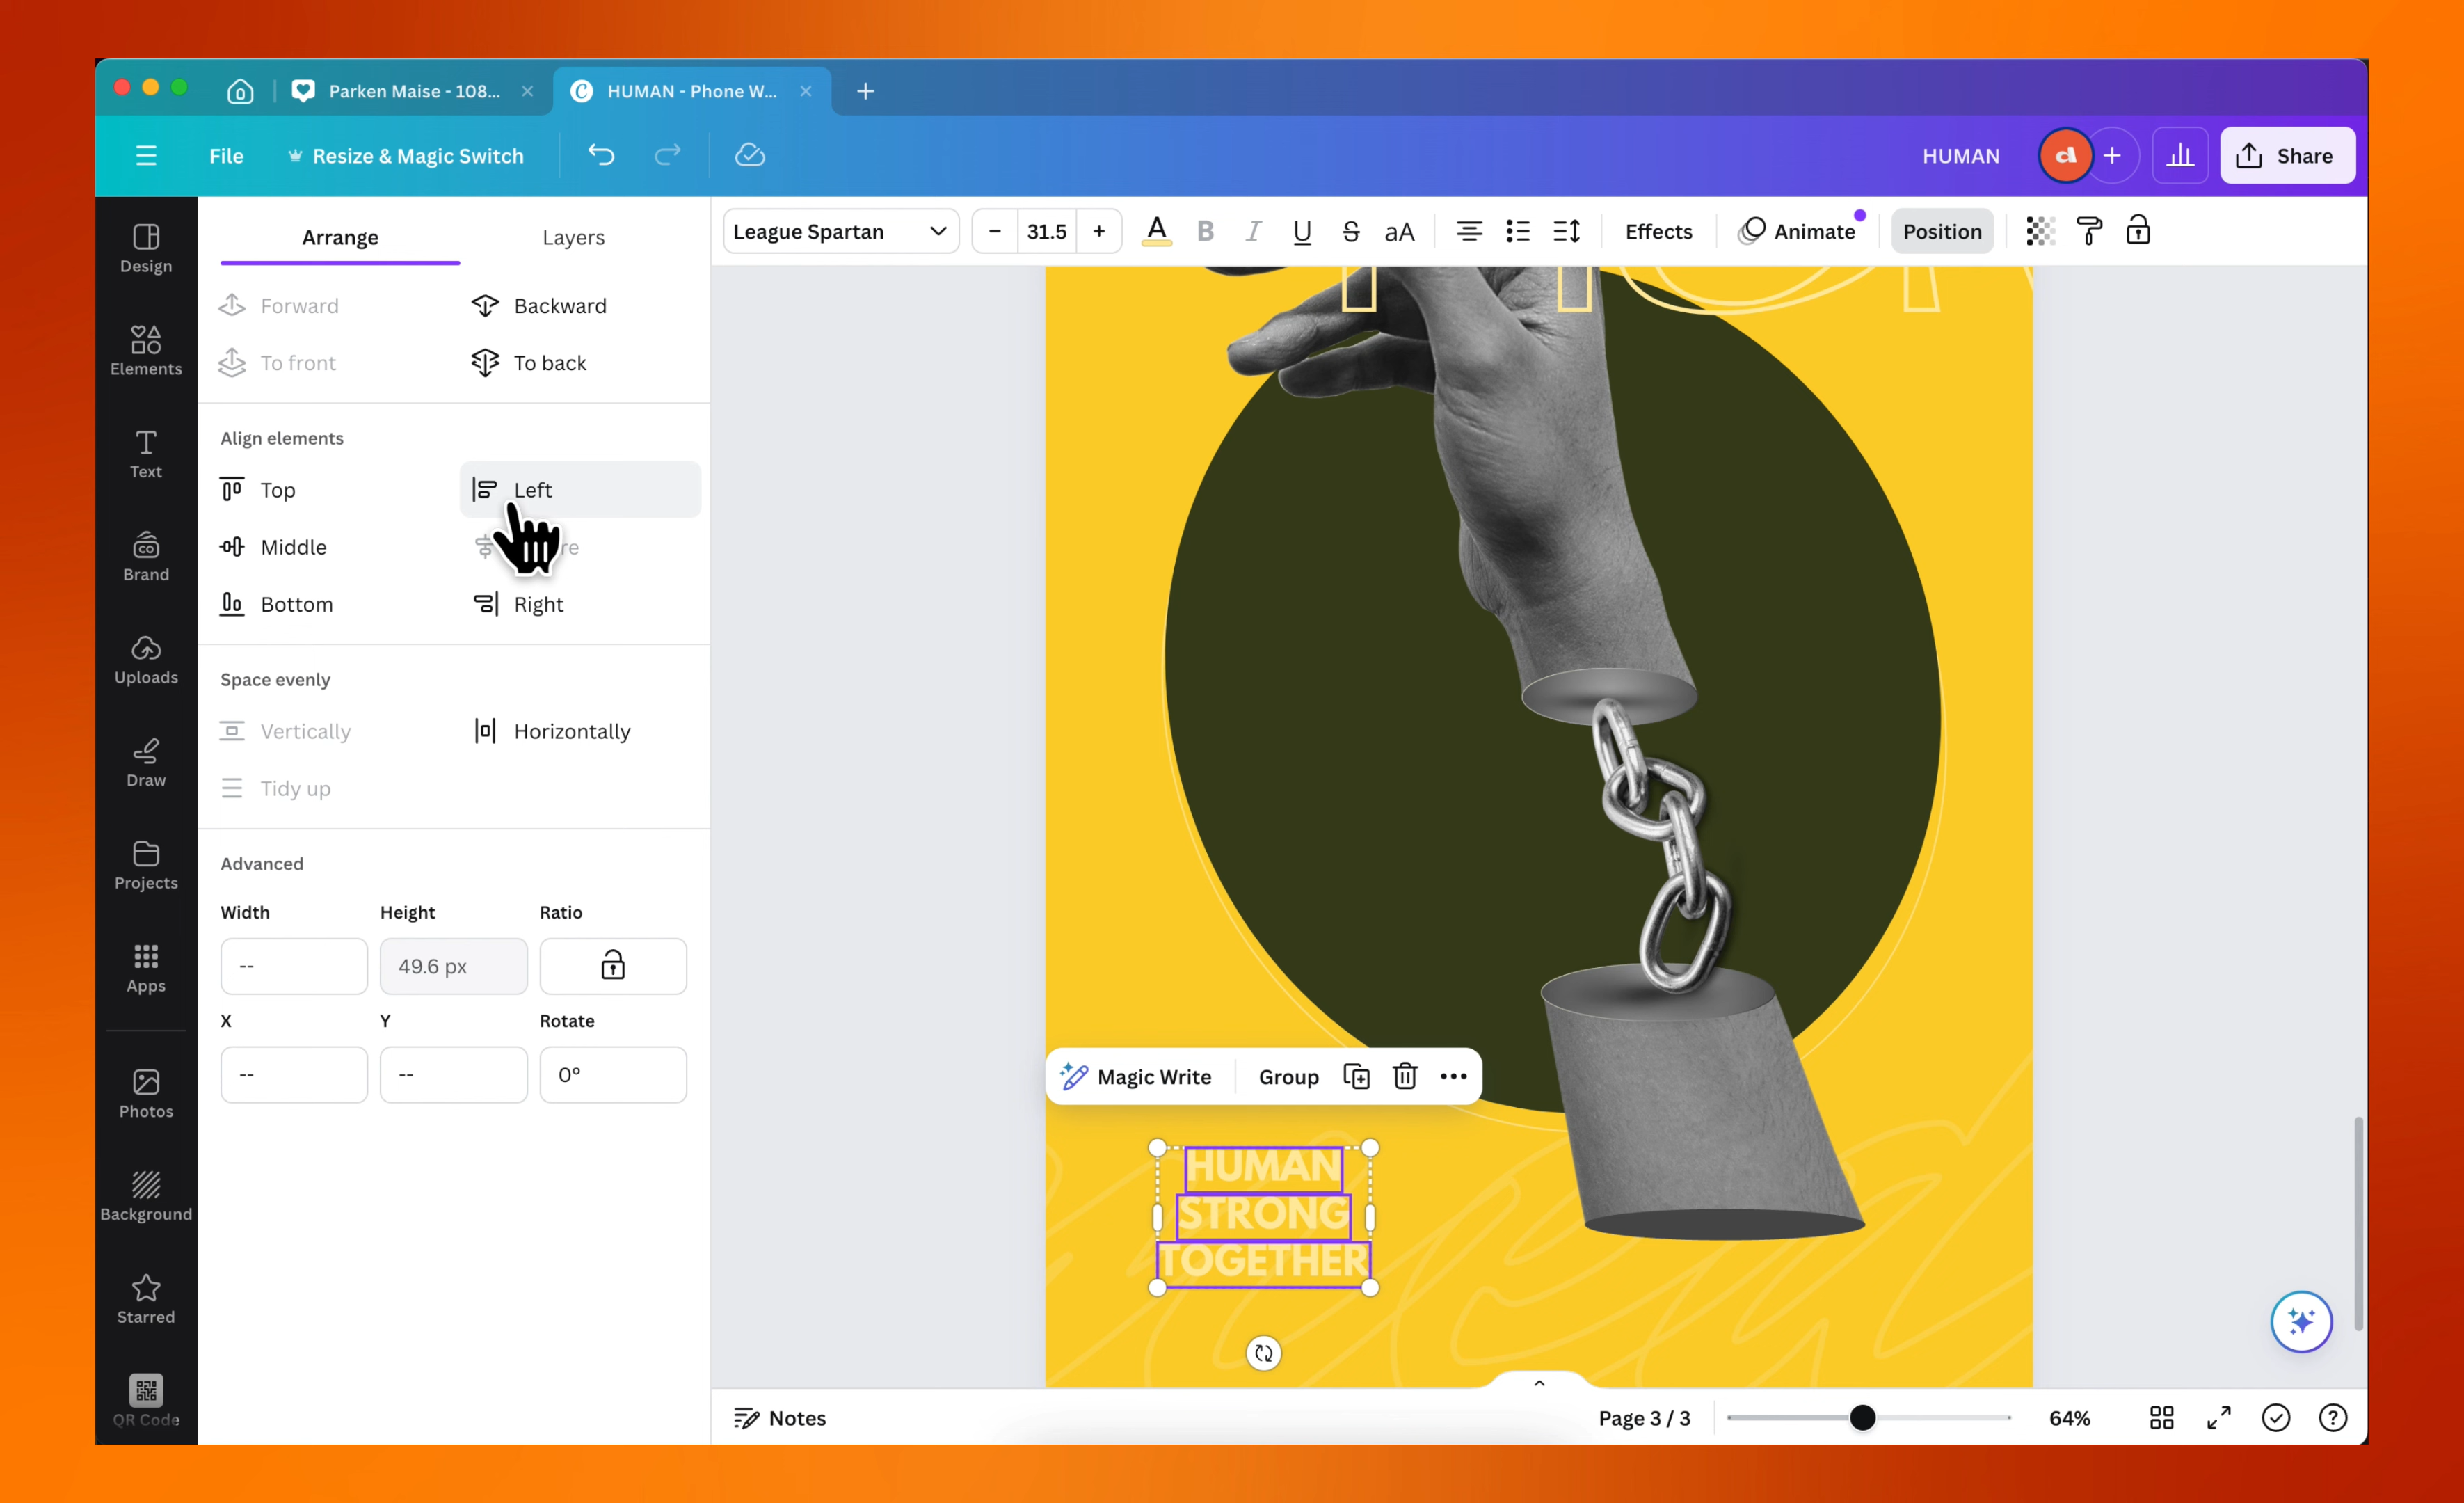 Parken Maise - 108...
HUMAN - Phone W...
File
Resize & Magic Switch
HUMAN
d
Share
Design
Elements
Text
CO
Brand
Uploads
Draw
Projects
Apps
Photos
Background
Starred
QR Code
Arrange
Layers
Forward
Backward
To front
To back
Align elements
Top
Left
Middle
Bottom
Right
Space evenly
Vertically
Horizontally
Tidy up
Advanced
Width
Height
Ratio
--
49.6 px
X
Y
Rotate
--
--
0°
League Spartan
- 31.5 +
A B I U S aA
Effects
Animate
Position
Magic Write
Group
HUMAN
STRONG
TOGETHER
Notes
Page 3 / 3
64%
?